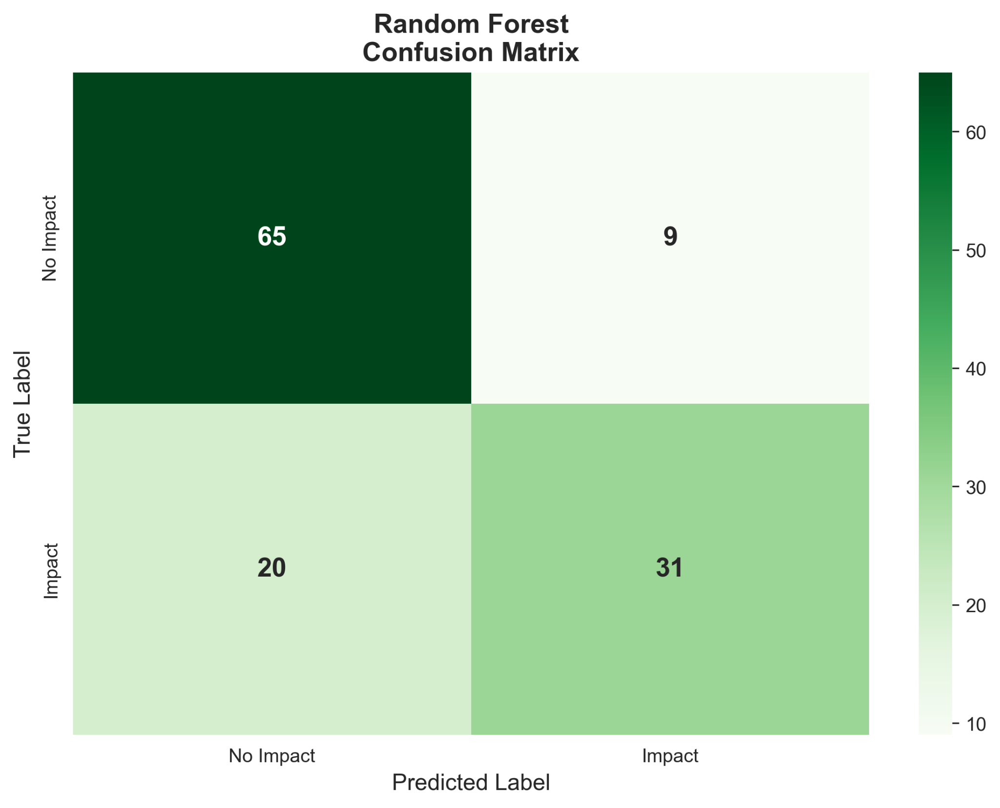 Random Forest
Confusion Matrix
True Label
No Impact
Impact
65
9
20
31
No Impact
Impact
Predicted Label
60
50
40
30
20
10